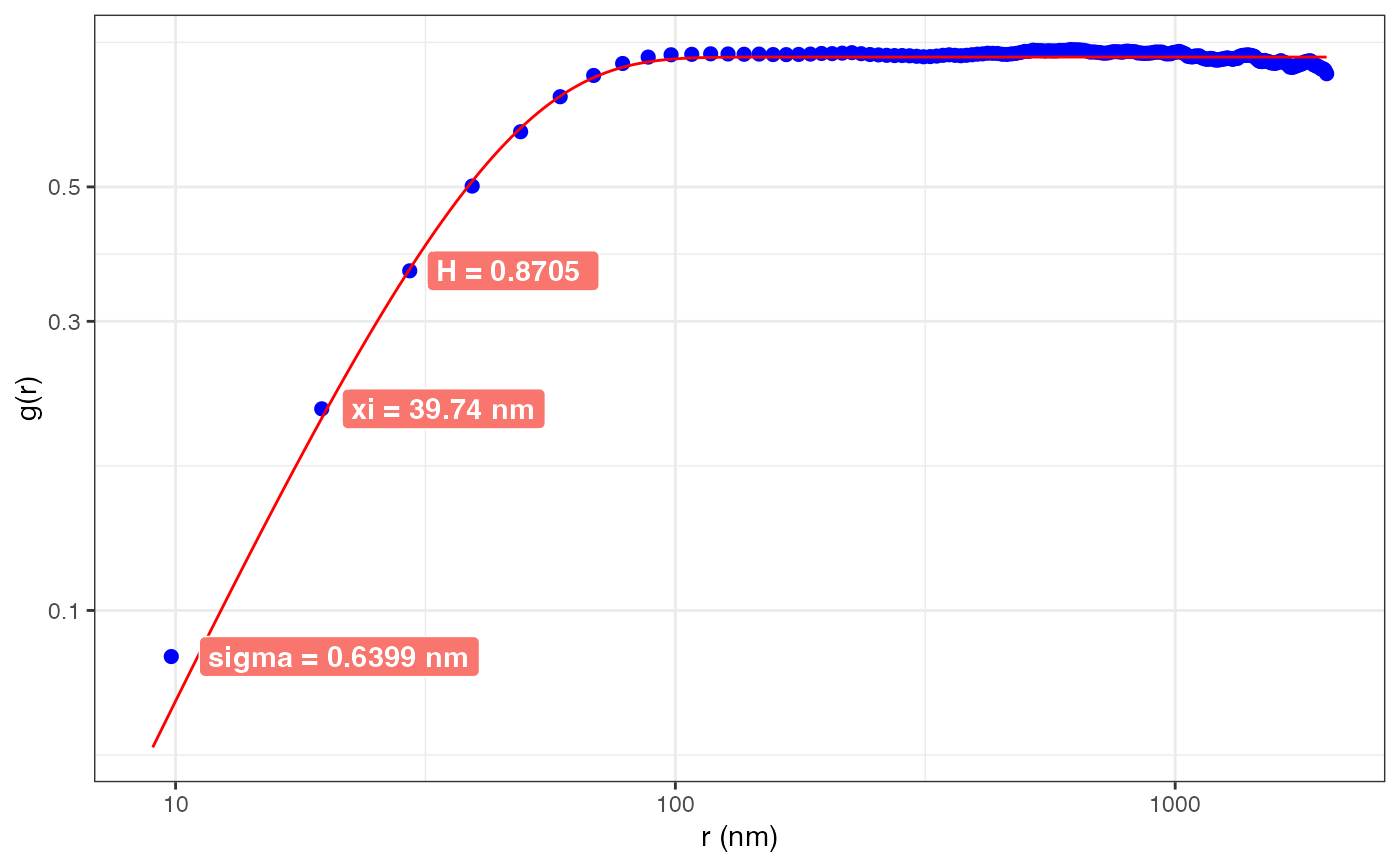 0.5
0.3
0.1
g(r)
H = 0.8705
xi = 39.74 nm
sigma = 0.6399 nm
10
100
1000
r (nm)